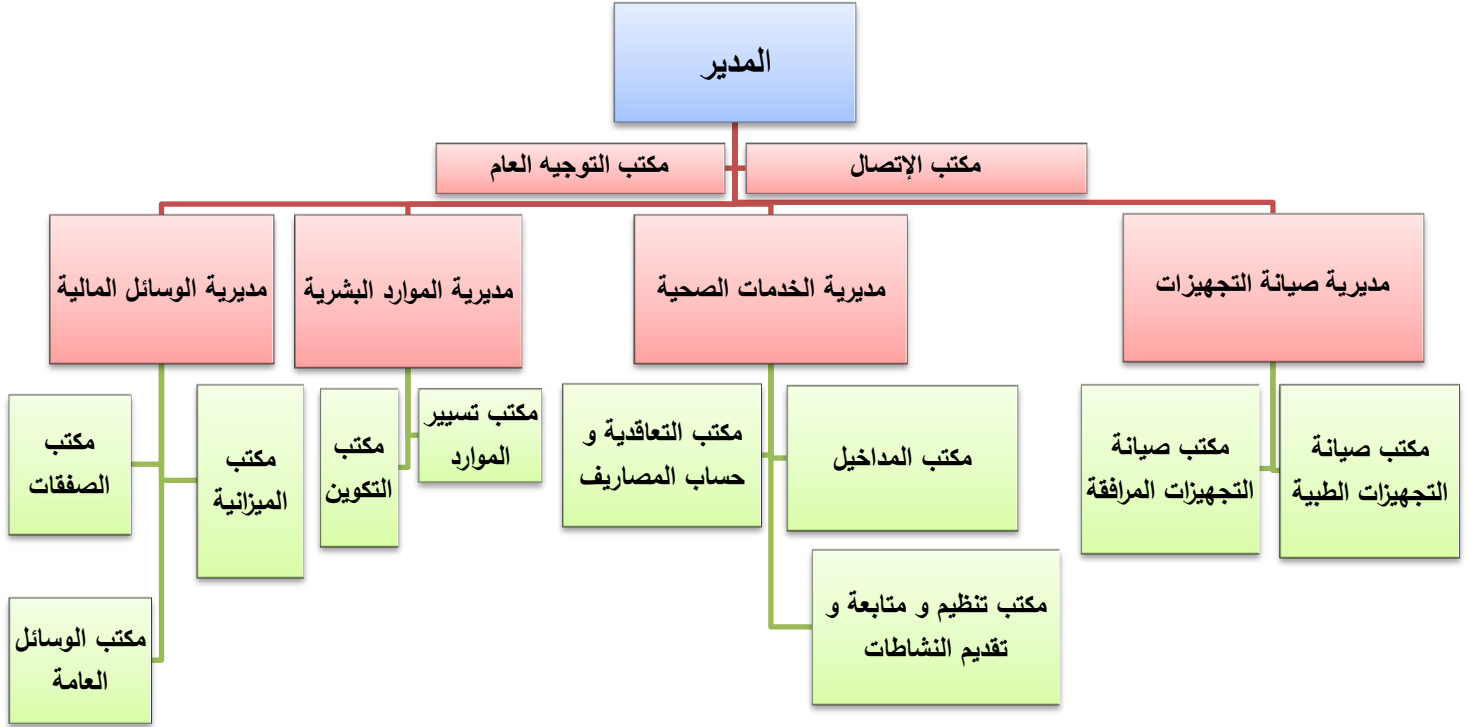 المدير
مكتب الإتصال
مكتب التوجيه العام
مديرية صيانة التجهيزات
مديرية الخدمات الصحية
مديرية الموارد البشرية
مديرية الوسائل المالية
مكتب صيانة
التجهيزات الطبية
مكتب صيانة
التجهيزات المرافقة
مكتب المداخيل
مكتب التعاقدية و
حساب المصاريف
مكتب تنظيم و متابعة و
تقديم النشاطات
مكتب تسيير
الموارد
مكتب
التكوين
مكتب
الميزانية
مكتب
الصفقات
مكتب الوسائل
العامة